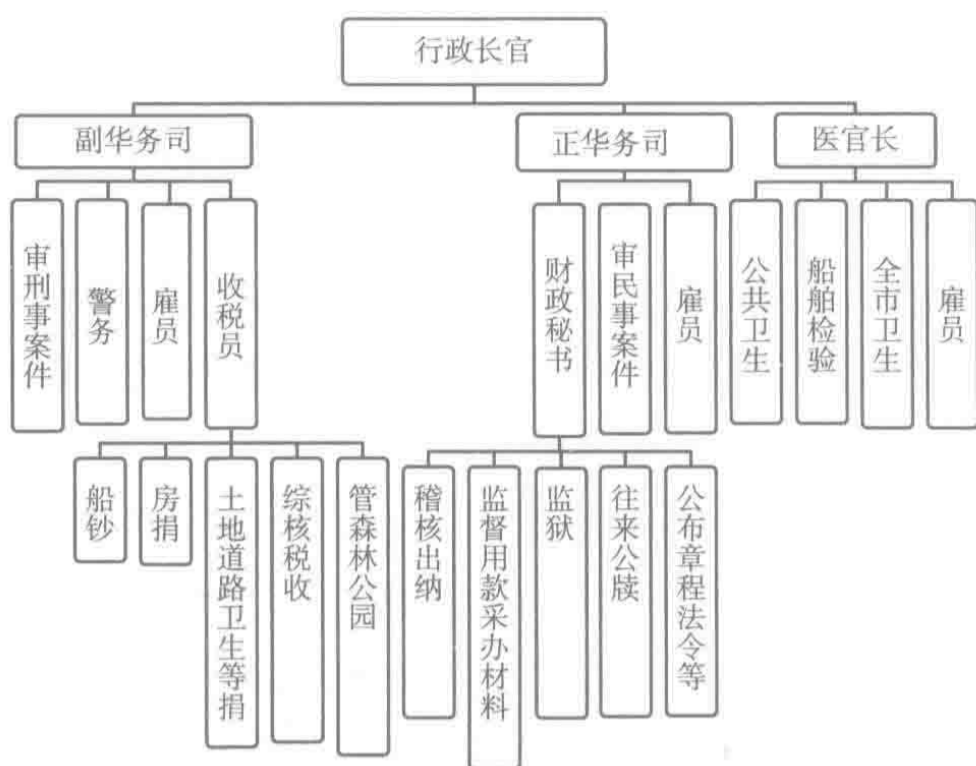 行政长官
副华务司
正华务司
医官长
审刑事案件
警务
雇员
收税员
财政秘书
审民事案件
雇员
公共卫生
船舶检验
全市卫生
雇员
船钞
房捐
土地道路卫生等捐
综核税收
管森林公园
稽核出纳
监督用款采办材料
监狱
往来公牍
公布章程法令等